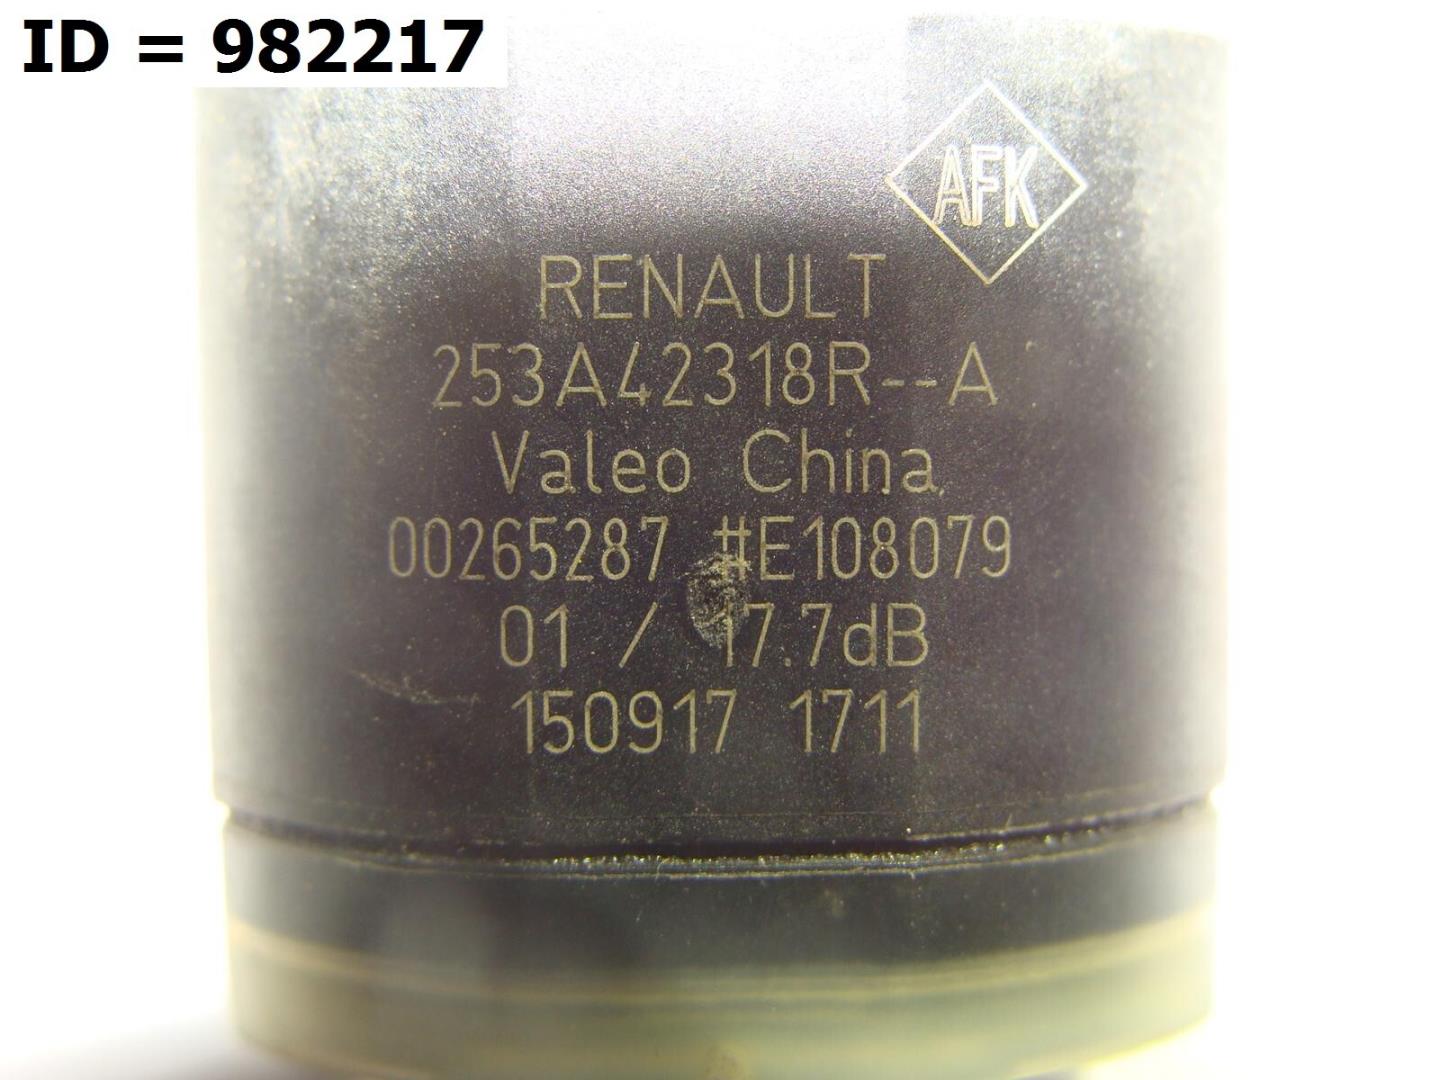 ID = 982217
AFK
RENAULT
253A42318R--A
Valeo China
00265287 #E108079
01 / 17.7dB
150917 1711